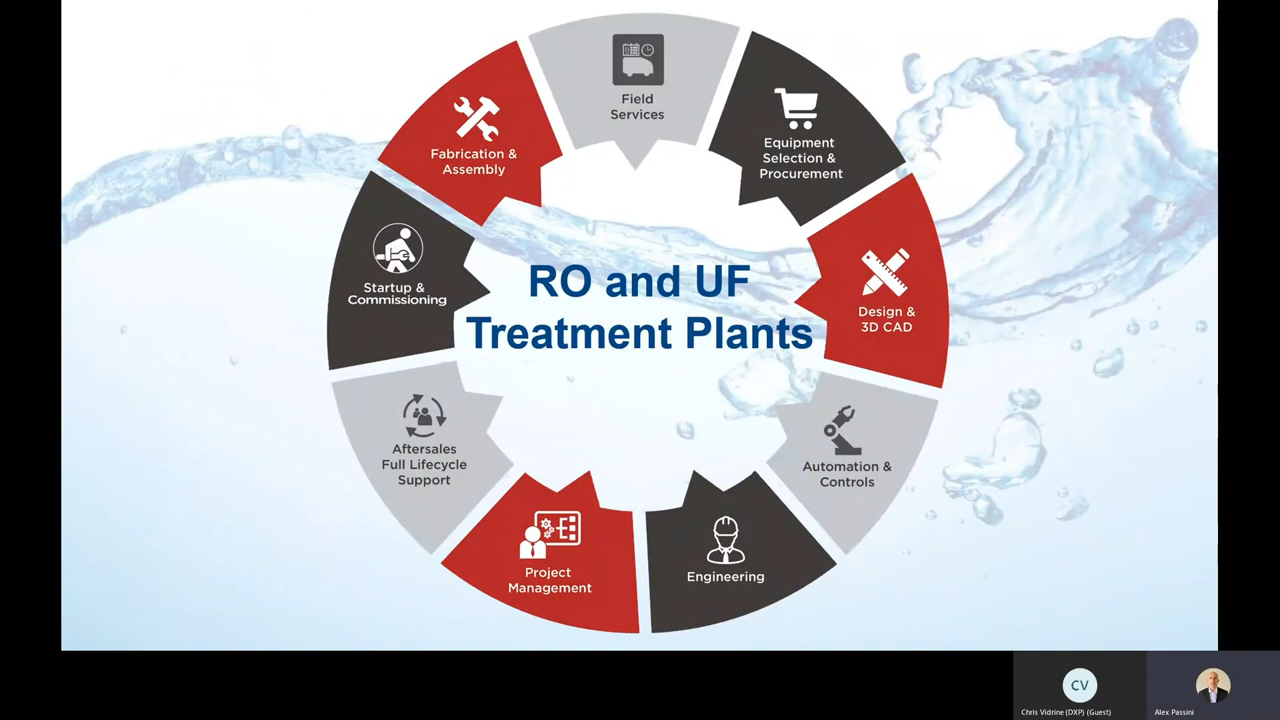 Field
Services
Equipment
Selection &
Procurement
Design &
3D CAD
Automation &
Controls
Engineering
Project
Management
Aftersales
Full Lifecycle
Support
Startup &
Commissioning
Fabrication &
Assembly
RO and UF
Treatment Plants
CV
Chris Vidrine (DXP) (Guest)
Alex Passini